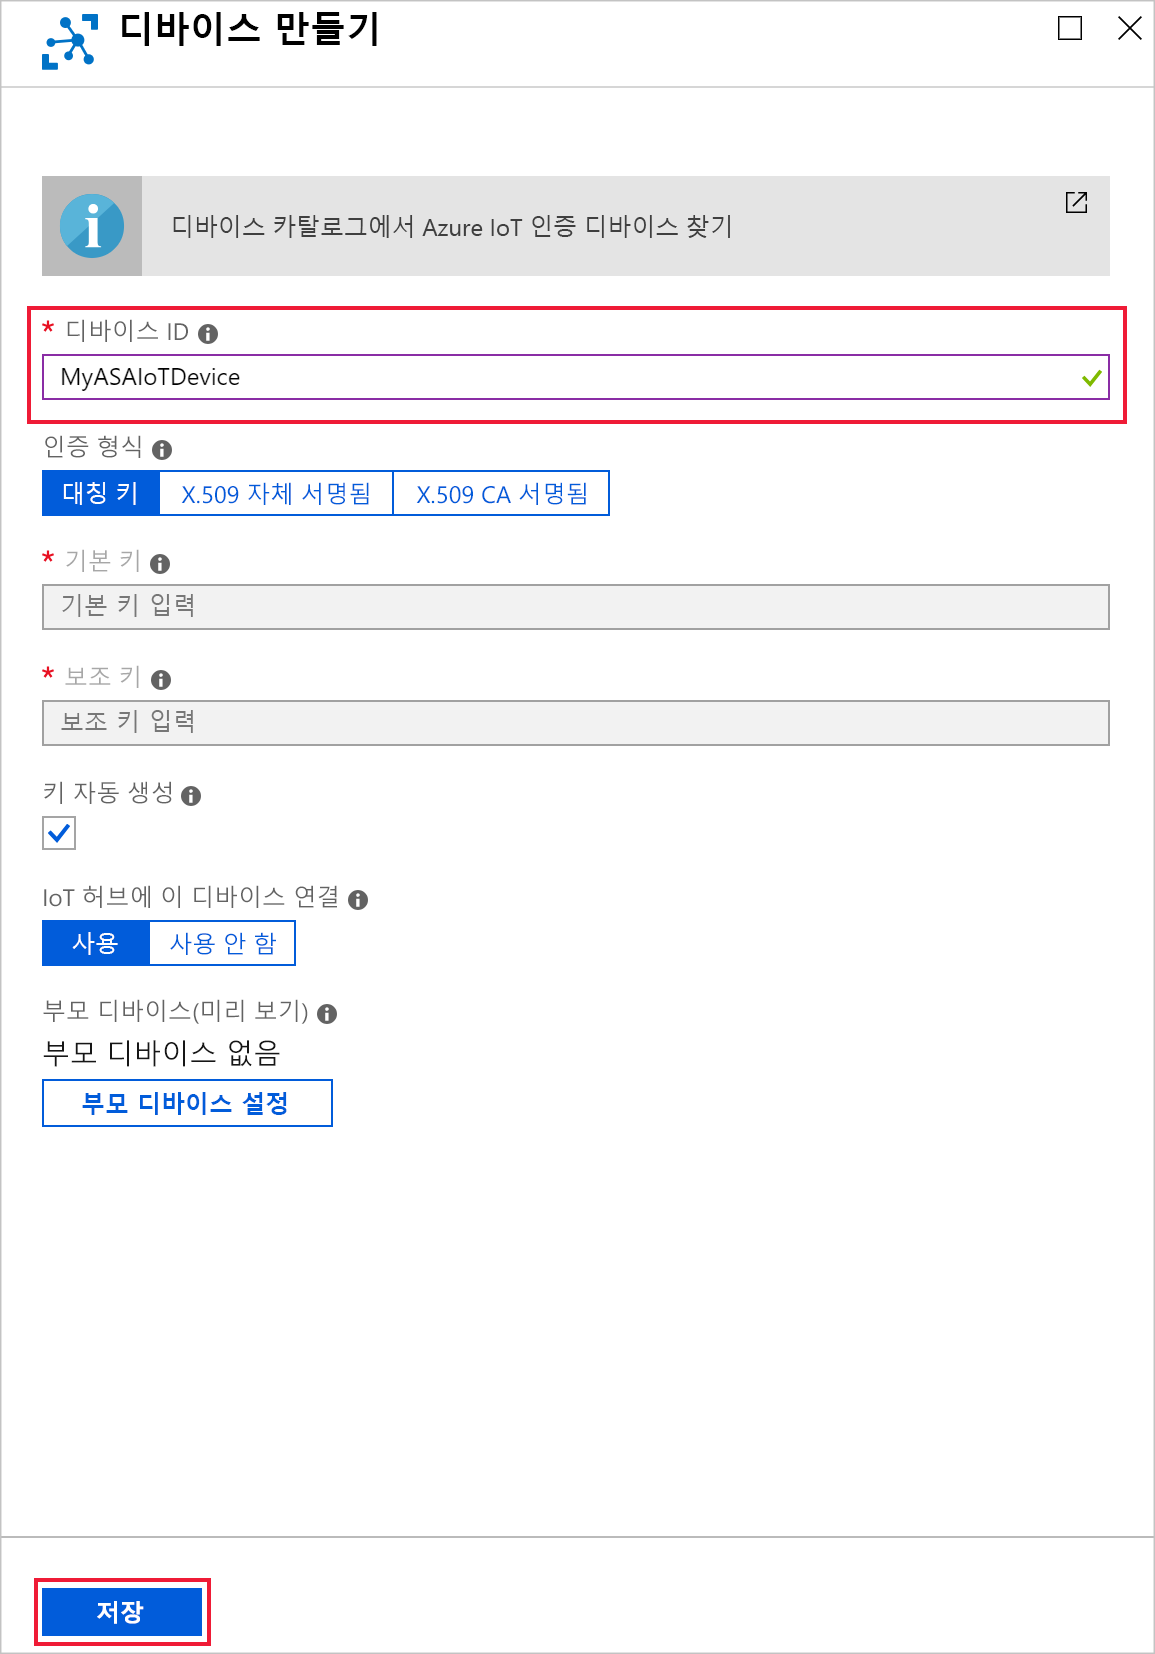 디바이스 만들기
디바이스 카탈로그에서 Azure IoT 인증 디바이스 찾기
* 디바이스 ID
MyASAIoTDevice
인증 형식
대칭 키 X.509 자체 서명됨 X.509 CA 서명됨
* 기본 키
기본 키 입력
* 보조 키
보조 키 입력
키 자동 생성
IoT 허브에 이 디바이스 연결
사용 사용 안 함
부모 디바이스(미리 보기)
부모 디바이스 없음
부모 디바이스 설정
저장